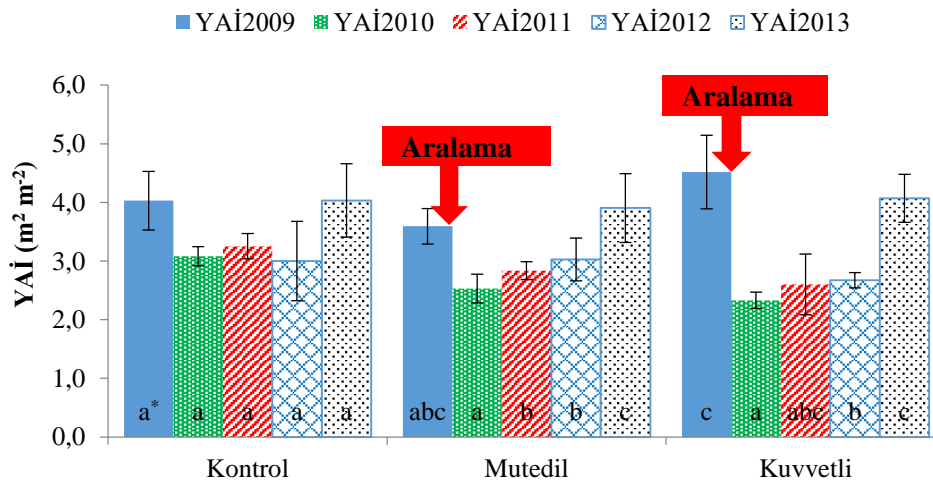 YAİ2009 YAİ2010 YAİ2011 YAİ2012 YAİ2013
YAİ (m² m⁻²)
6,0
5,0
4,0
3,0
2,0
1,0
0,0
Aralama
Aralama
a* a a a a
abc a b b c
c a abc b c
Kontrol Mutedil Kuvvetli